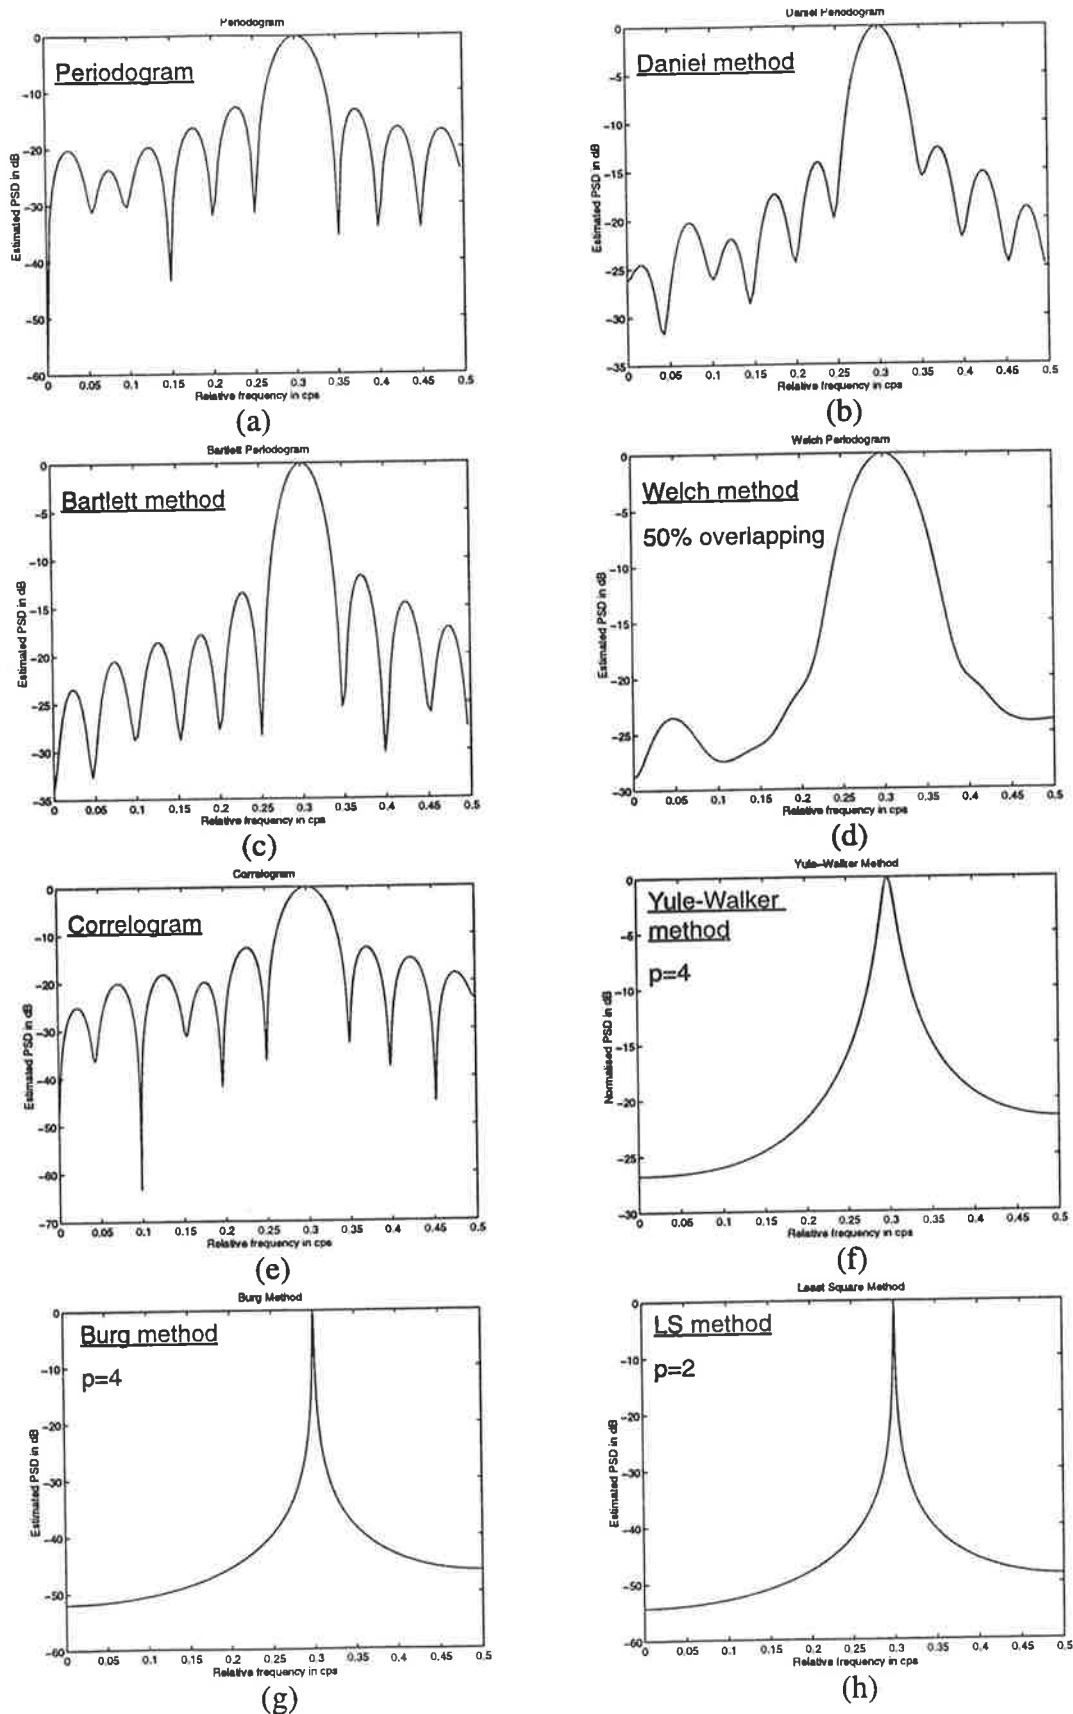 Periodogram
Periodogram
Estimated PSD in dB
0
-10
-20
-30
-40
-50
-60
0 0.05 0.1 0.15 0.2 0.25 0.3 0.35 0.4 0.45 0.5
Relative frequency in cps
(a)
Daniel Periodogram
Daniel method
Estimated PSD in dB
0
-5
-10
-15
-20
-25
-30
-35
0 0.05 0.1 0.15 0.2 0.25 0.3 0.35 0.4 0.45 0.5
Relative frequency in cps
(b)
Bartlett Periodogram
Bartlett method
Estimated PSD in dB
0
-5
-10
-15
-20
-25
-30
-35
0 0.05 0.1 0.15 0.2 0.25 0.3 0.35 0.4 0.45 0.5
Relative frequency in cps
(c)
Welch Periodogram
Welch method
50% overlapping
Estimated PSD in dB
0
-5
-10
-15
-20
-25
-30
0 0.05 0.1 0.15 0.2 0.25 0.3 0.35 0.4 0.45 0.5
Relative frequency in cps
(d)
Correlogram
Correlogram
Estimated PSD in dB
0
-10
-20
-30
-40
-50
-60
-70
0 0.05 0.1 0.15 0.2 0.25 0.3 0.35 0.4 0.45 0.5
Relative frequency in cps
(e)
Yule-Walker Method
Yule-Walker
method
p=4
Normalised PSD in dB
0
-5
-10
-15
-20
-25
-30
0 0.05 0.1 0.15 0.2 0.25 0.3 0.35 0.4 0.45 0.5
Relative frequency in cps
(f)
Burg Method
Burg method
p=4
Estimated PSD in dB
0
-10
-20
-30
-40
-50
-60
0 0.05 0.1 0.15 0.2 0.25 0.3 0.35 0.4 0.45 0.5
Relative frequency in cps
(g)
Least Square Method
LS method
p=2
Estimated PSD in dB
0
-10
-20
-30
-40
-50
-60
0 0.05 0.1 0.15 0.2 0.25 0.3 0.35 0.4 0.45 0.5
Relative frequency in cps
(h)